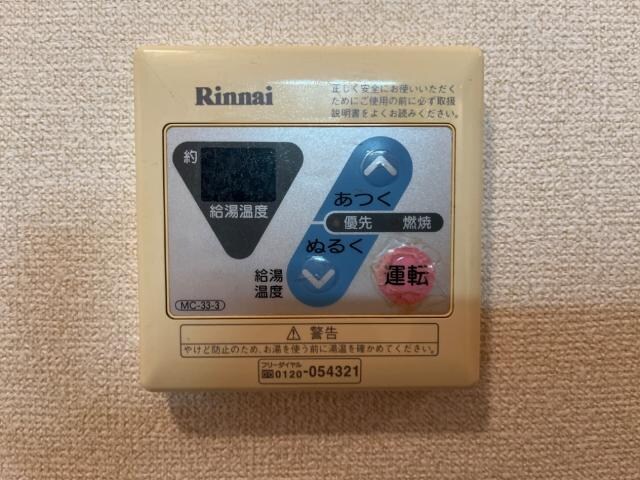 Rinnai
正しく安全にお使いいただく
ためにご使用の前に必ず取扱
説明書をよくお読みください。
約
給湯温度
あつく
優先 燃焼
ぬるく
給湯
温度
運転
MC-33-3
⚠ 警告
やけど防止のため、お湯を使う前に湯温を確かめてください。
フリーダイヤル
0120-054321